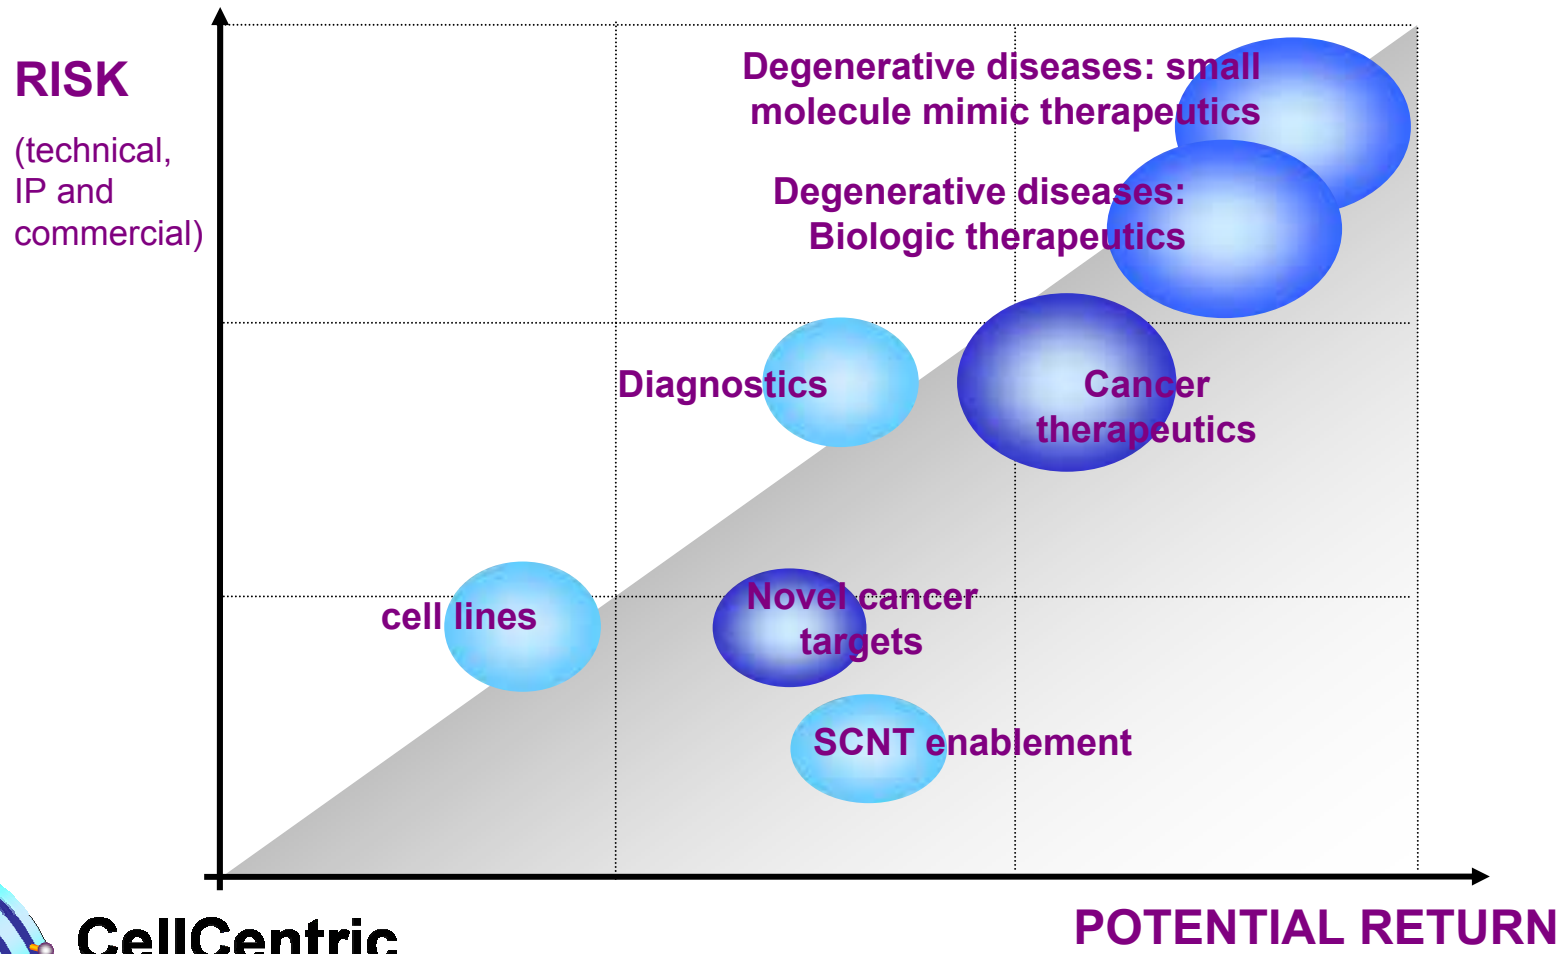 RISK
(technical,
IP and
commercial)
Degenerative diseases: small
molecule mimic therapeutics
Degenerative diseases:
Biologic therapeutics
Diagnostics
Cancer
therapeutics
cell lines
Novel cancer
targets
SCNT enablement
POTENTIAL RETURN
CellCentric